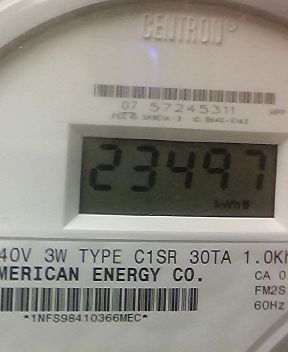 CENTRON®
07 57245311
23497
kWh
40V 3W TYPE C1SR 30TA 1.0Kh
MERICAN ENERGY CO.
CA 0
FM2S
60Hz
*1NFS98410366MEC*